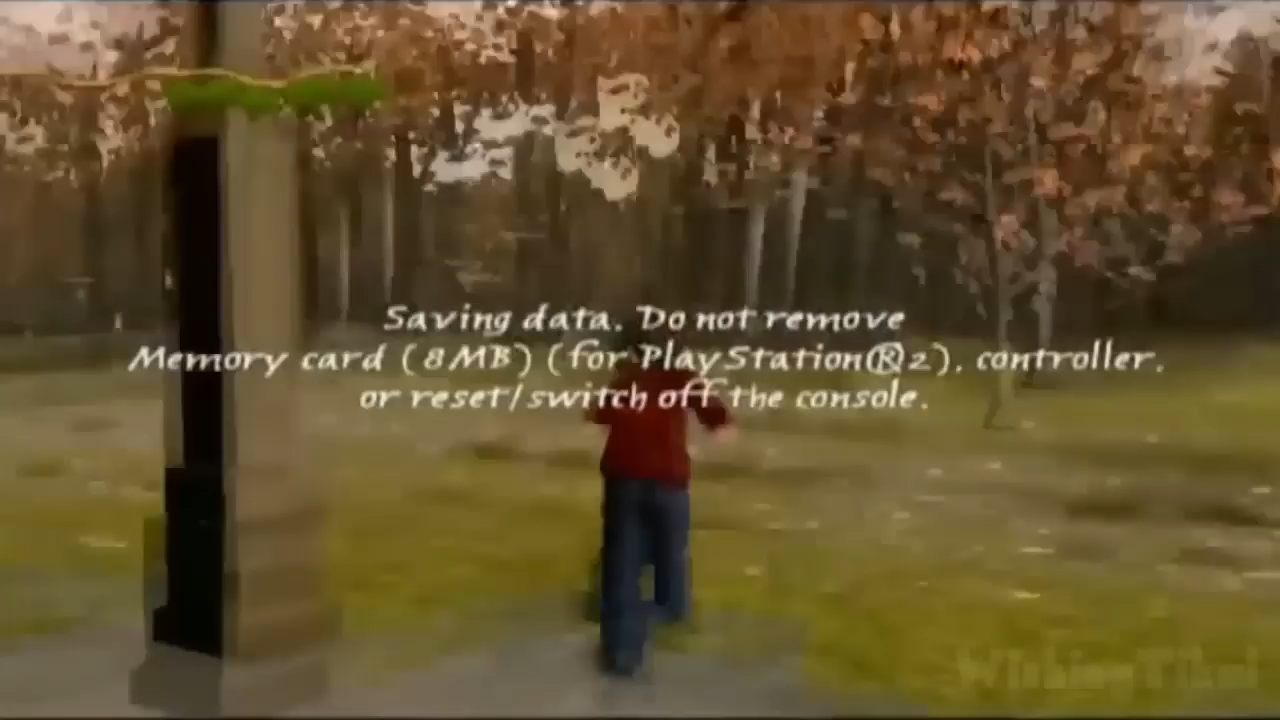 Saving data. Do not remove
Memory card (8MB) (for PlayStation®2), controller,
or reset/switch off the console.